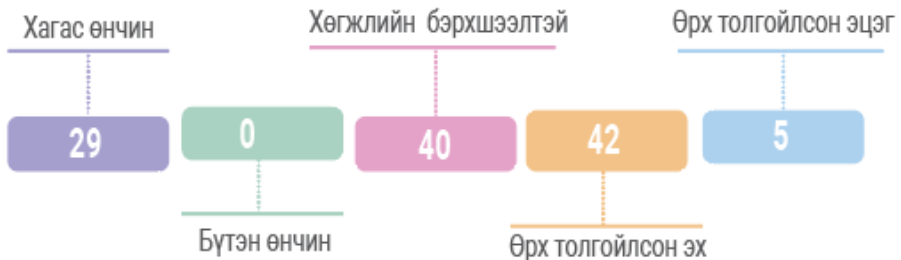 Хагас өнчин
Хөгжлийн бэрхшээлтэй
Өрх толгойлсон эцэг
29
0
40
42
5
Бүтэн өнчин
Өрх толгойлсон эх